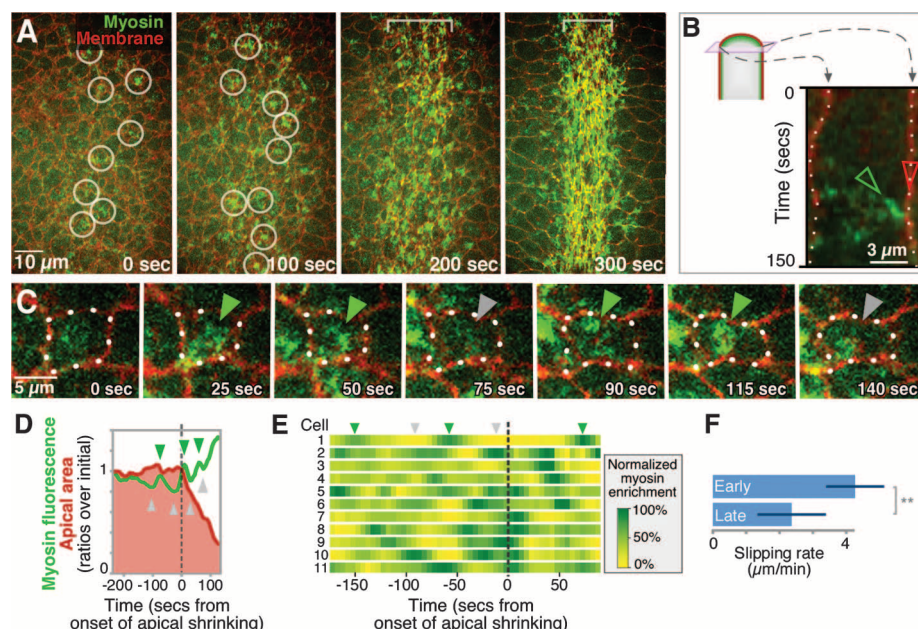 A
Myosin
Membrane
10 µm
0 sec
100 sec
200 sec
300 sec
B
Time (secs)
0
150
3 µm
C
5 µm
0 sec
25 sec
50 sec
75 sec
90 sec
115 sec
140 sec
D
Myosin fluorescence
Apical area
(ratios over initial)
1
0
-200
-100
0
100
Time (secs from
onset of apical shrinking)
E
Cell
1
2
3
4
5
6
7
8
9
10
11
-150
-100
-50
0
50
Time (secs from
onset of apical shrinking)
Normalized
myosin
enrichment
100%
0%
F
Early
Late
**
0
2
4
Slipping rate
(µm/min)